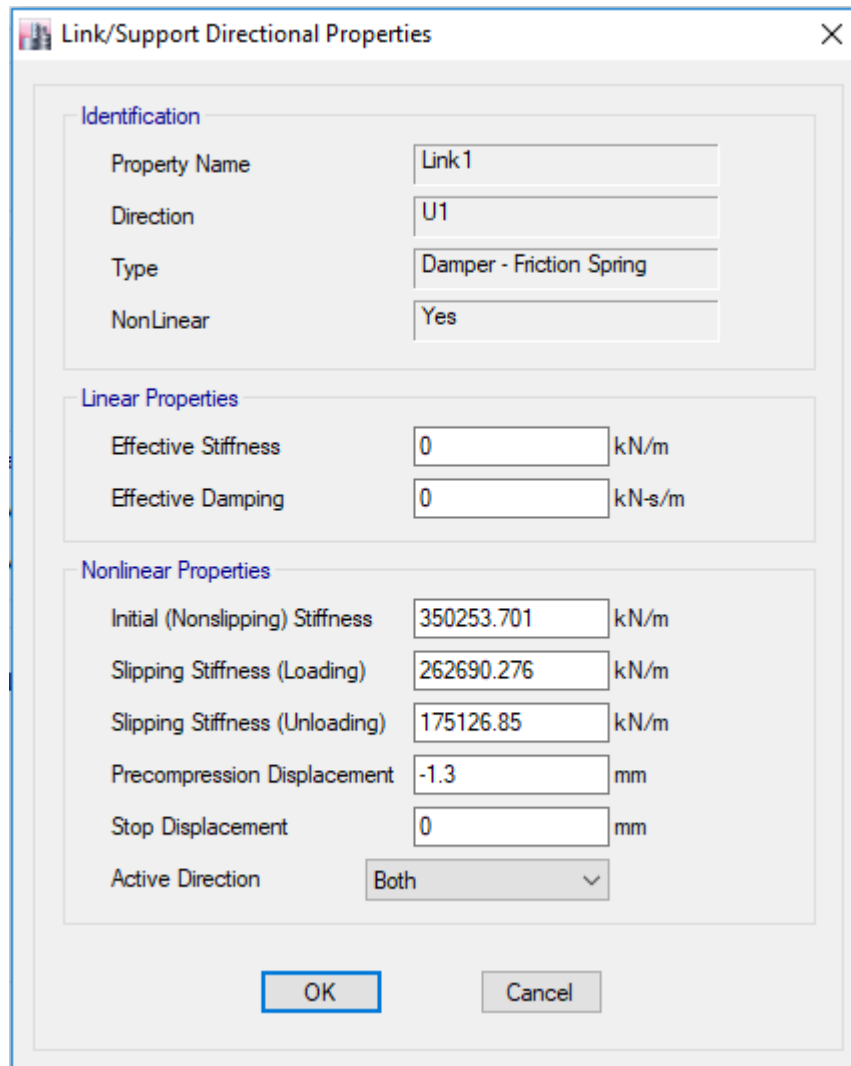 Link/Support Directional Properties
Identification
Property Name Link1
Direction U1
Type Damper - Friction Spring
NonLinear Yes
Linear Properties
Effective Stiffness 0 kN/m
Effective Damping 0 kN-s/m
Nonlinear Properties
Initial (Nonslipping) Stiffness 350253.701 kN/m
Slipping Stiffness (Loading) 262690.276 kN/m
Slipping Stiffness (Unloading) 175126.85 kN/m
Precompression Displacement -1.3 mm
Stop Displacement 0 mm
Active Direction Both
OK Cancel